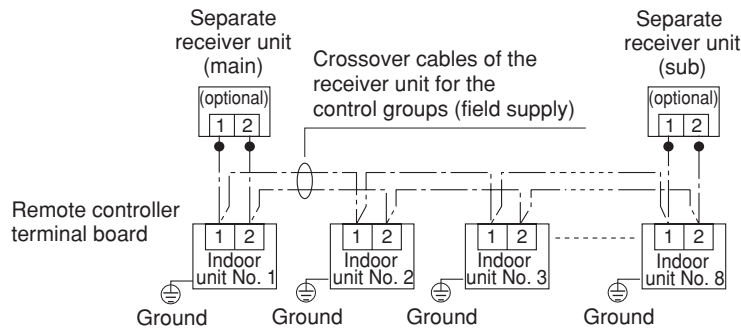 Separate
receiver unit
(main)
(optional)
1 2
Crossover cables of the
receiver unit for the
control groups (field supply)
Separate
receiver unit
(sub)
(optional)
1 2
Remote controller
terminal board
1 2
Indoor
unit No. 1
Ground
1 2
Indoor
unit No. 2
Ground
1 2
Indoor
unit No. 3
Ground
1 2
Indoor
unit No. 8
Ground